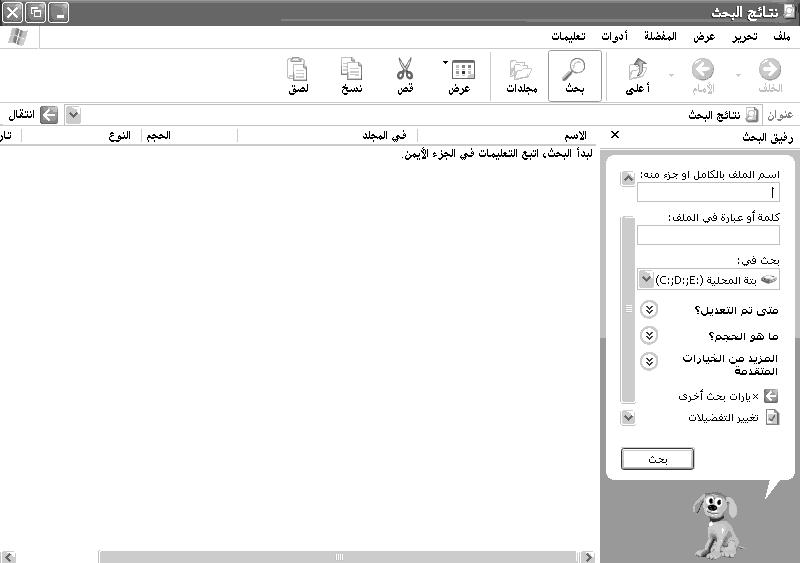 نتائج البحث
ملف تحرير عرض المفضلة أدوات تعليمات
الخلف الأمام أعلى بحث مجلدات عرض قص نسخ لصق
عنوان نتائج البحث انتقال
رفيق البحث
الاسم في المجلد الحجم النوع تار
لبدأ البحث، اتبع التعليمات في الجزء الأيمن.
اسم الملف بالكامل او جزء منه:
كلمة أو عبارة في الملف:
بحث في:
بتة المحلية (C:;D:;E:)
متى تم التعديل؟
ما هو الحجم؟
المزيد من الخيارات
المتقدمة
×يارات بحث أخرى
تغيير التفضيلات
بحث